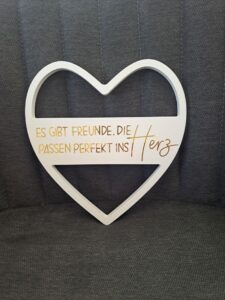 ES GIBT FREUNDE, DIE
PASSEN PERFEKT INS Herz